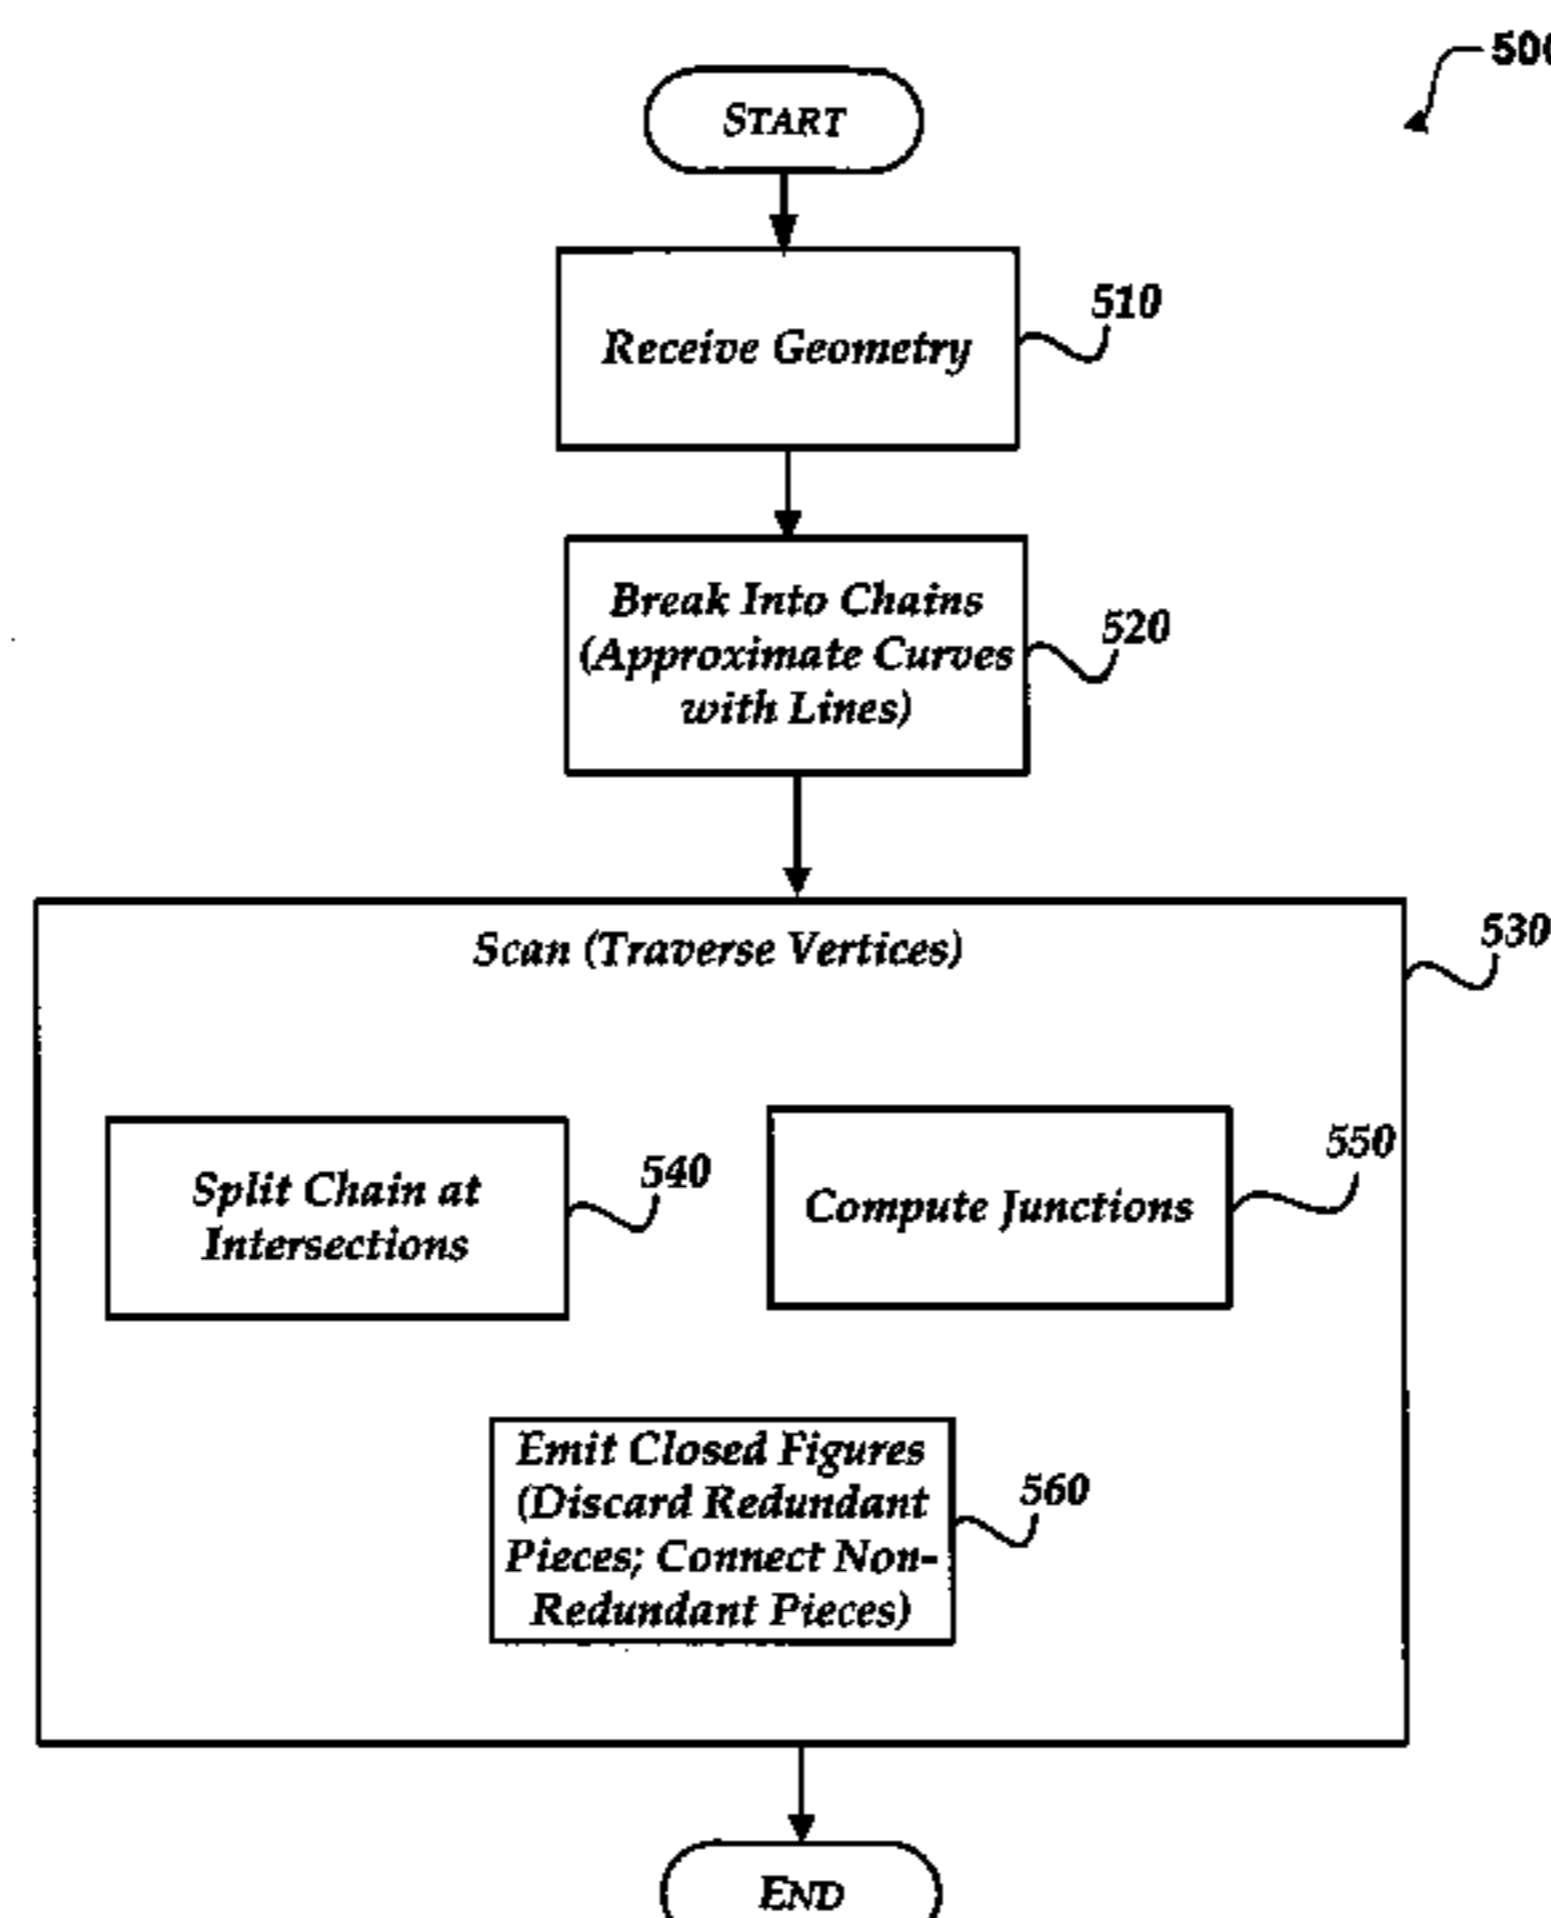 500
START
Receive Geometry
510
Break Into Chains
(Approximate Curves
with Lines)
520
Scan (Traverse Vertices)
530
Split Chain at
Intersections
540
Compute Junctions
550
Emit Closed Figures
(Discard Redundant
Pieces; Connect Non-
Redundant Pieces)
560
END